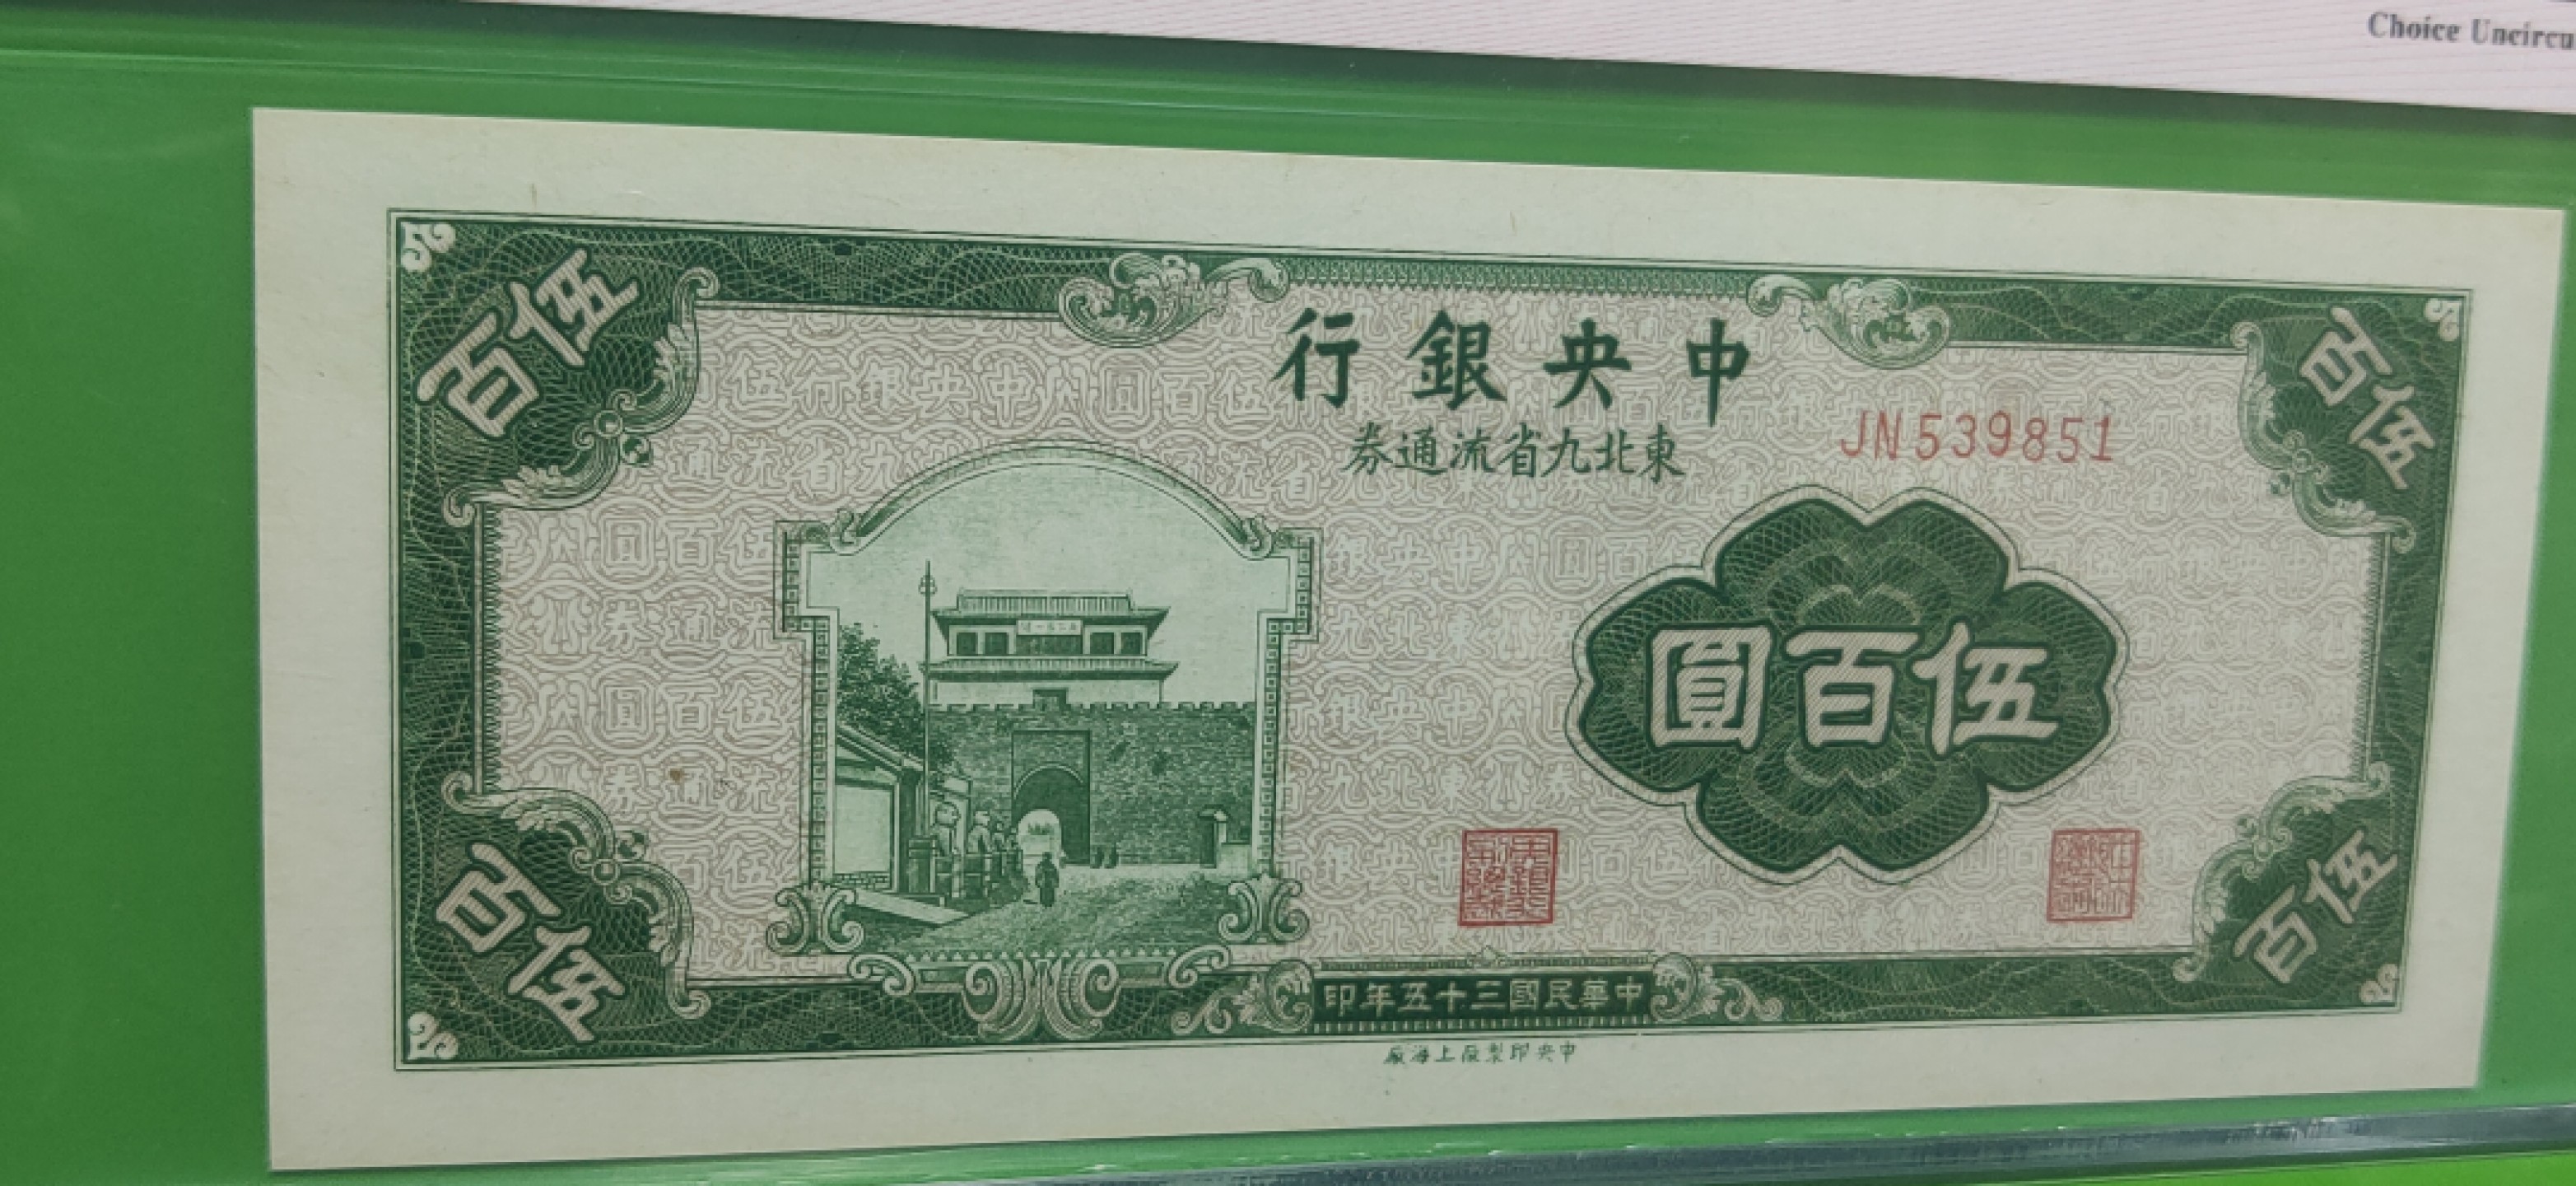 Choice Uncircu
中央銀行
東北九省流通券
JN539851
伍百
伍百
伍百圓
伍百
伍百
中華民國三十五年印
中央印製廠上海廠